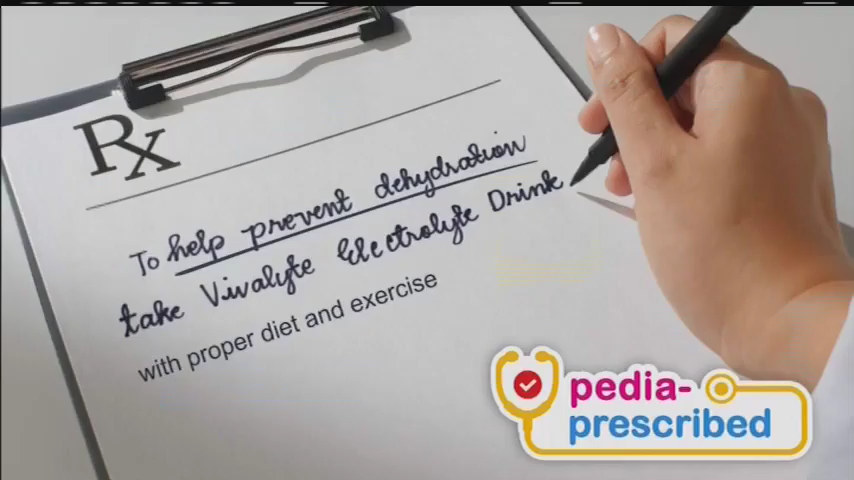 Rx
To help prevent dehydration
take Vivalyte Electrolyte Drink
with proper diet and exercise
pedia-
prescribed